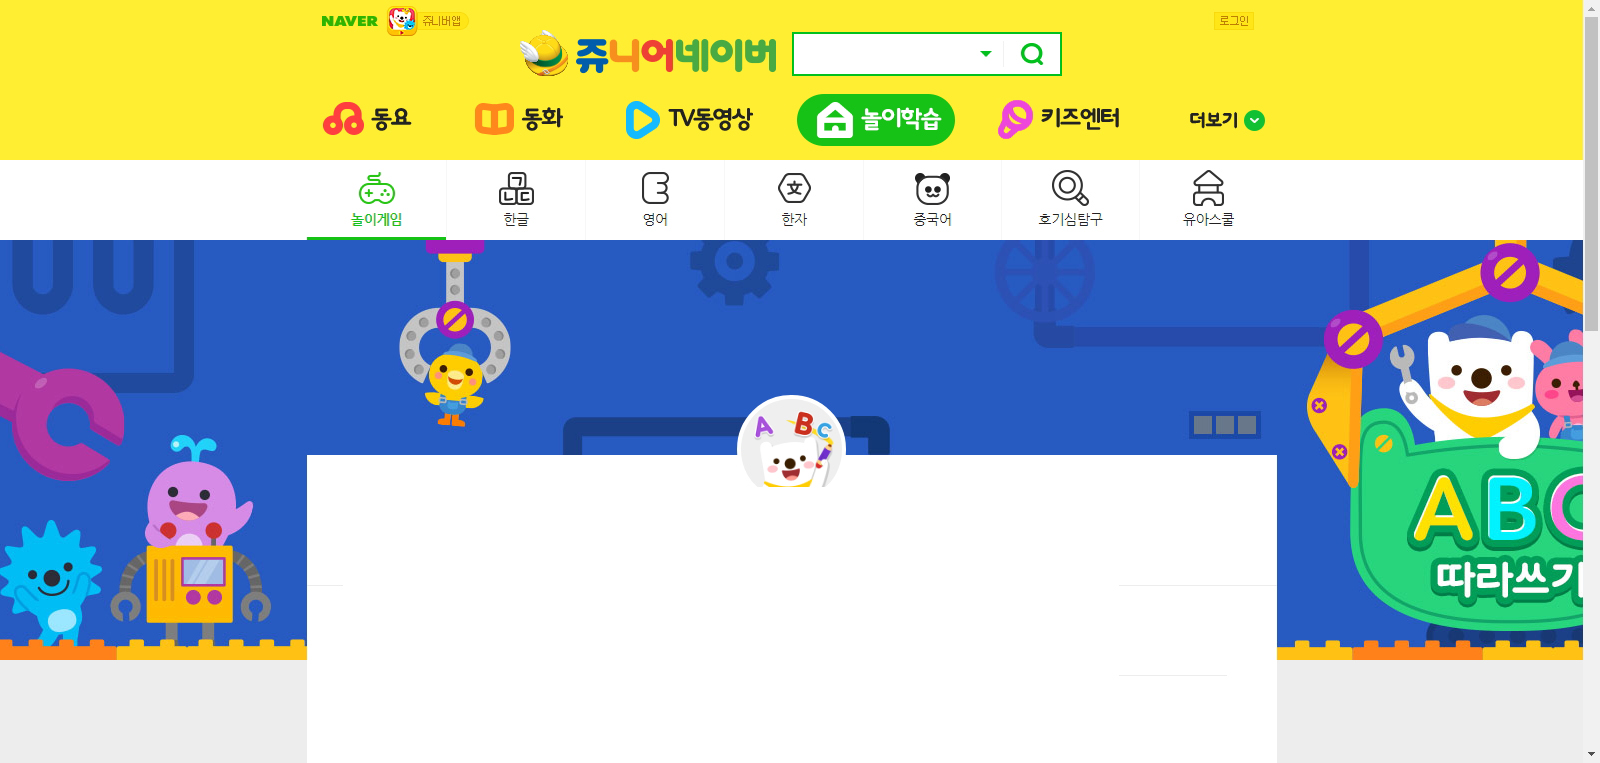 NAVER
쥬니버앱
로그인
쥬니어네이버
동요
동화
TV동영상
놀이학습
키즈엔터
더보기
놀이게임
한글
영어
한자
중국어
호기심탐구
유아스쿨
A B C
ABC
따라쓰기